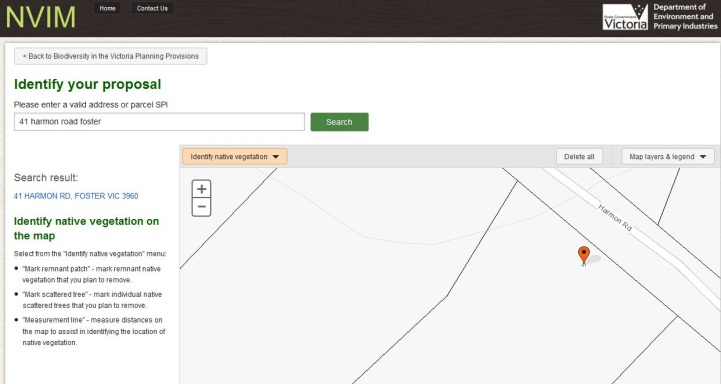 NVIM
Home
Contact Us
State Government
Victoria
Department of
Environment and
Primary Industries
< Back to Biodiversity in the Victoria Planning Provisions
Identify your proposal
Please enter a valid address or parcel SPI
41 harmon road foster
Search
Identify native vegetation
Delete all
Map layers & legend
Search result:
41 HARMON RD, FOSTER VIC 3960
Identify native vegetation on
the map
Select from the "Identify native vegetation" menu:
"Mark remnant patch" - mark remnant native
vegetation that you plan to remove.
"Mark scattered tree" - mark individual native
scattered trees that you plan to remove.
"Measurement line" - measure distances on
the map to assist in identifying the location of
native vegetation.
+
−
Harmon Rd